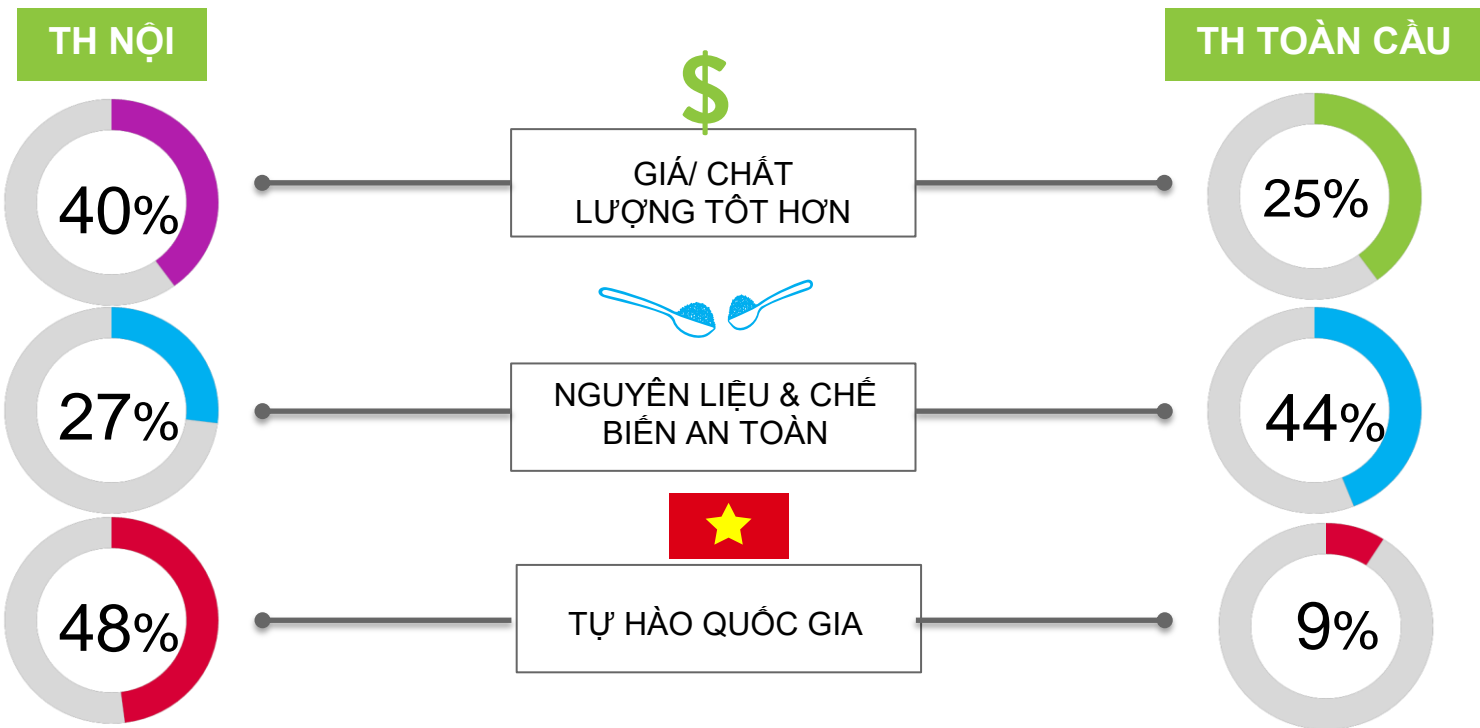 TH NỘI
TH TOÀN CẦU
$
40%
GIÁ/ CHẤT
LƯỢNG TÔT HƠN
25%
27%
NGUYÊN LIỆU & CHẾ
BIẾN AN TOÀN
44%
48%
TỰ HÀO QUỐC GIA
9%